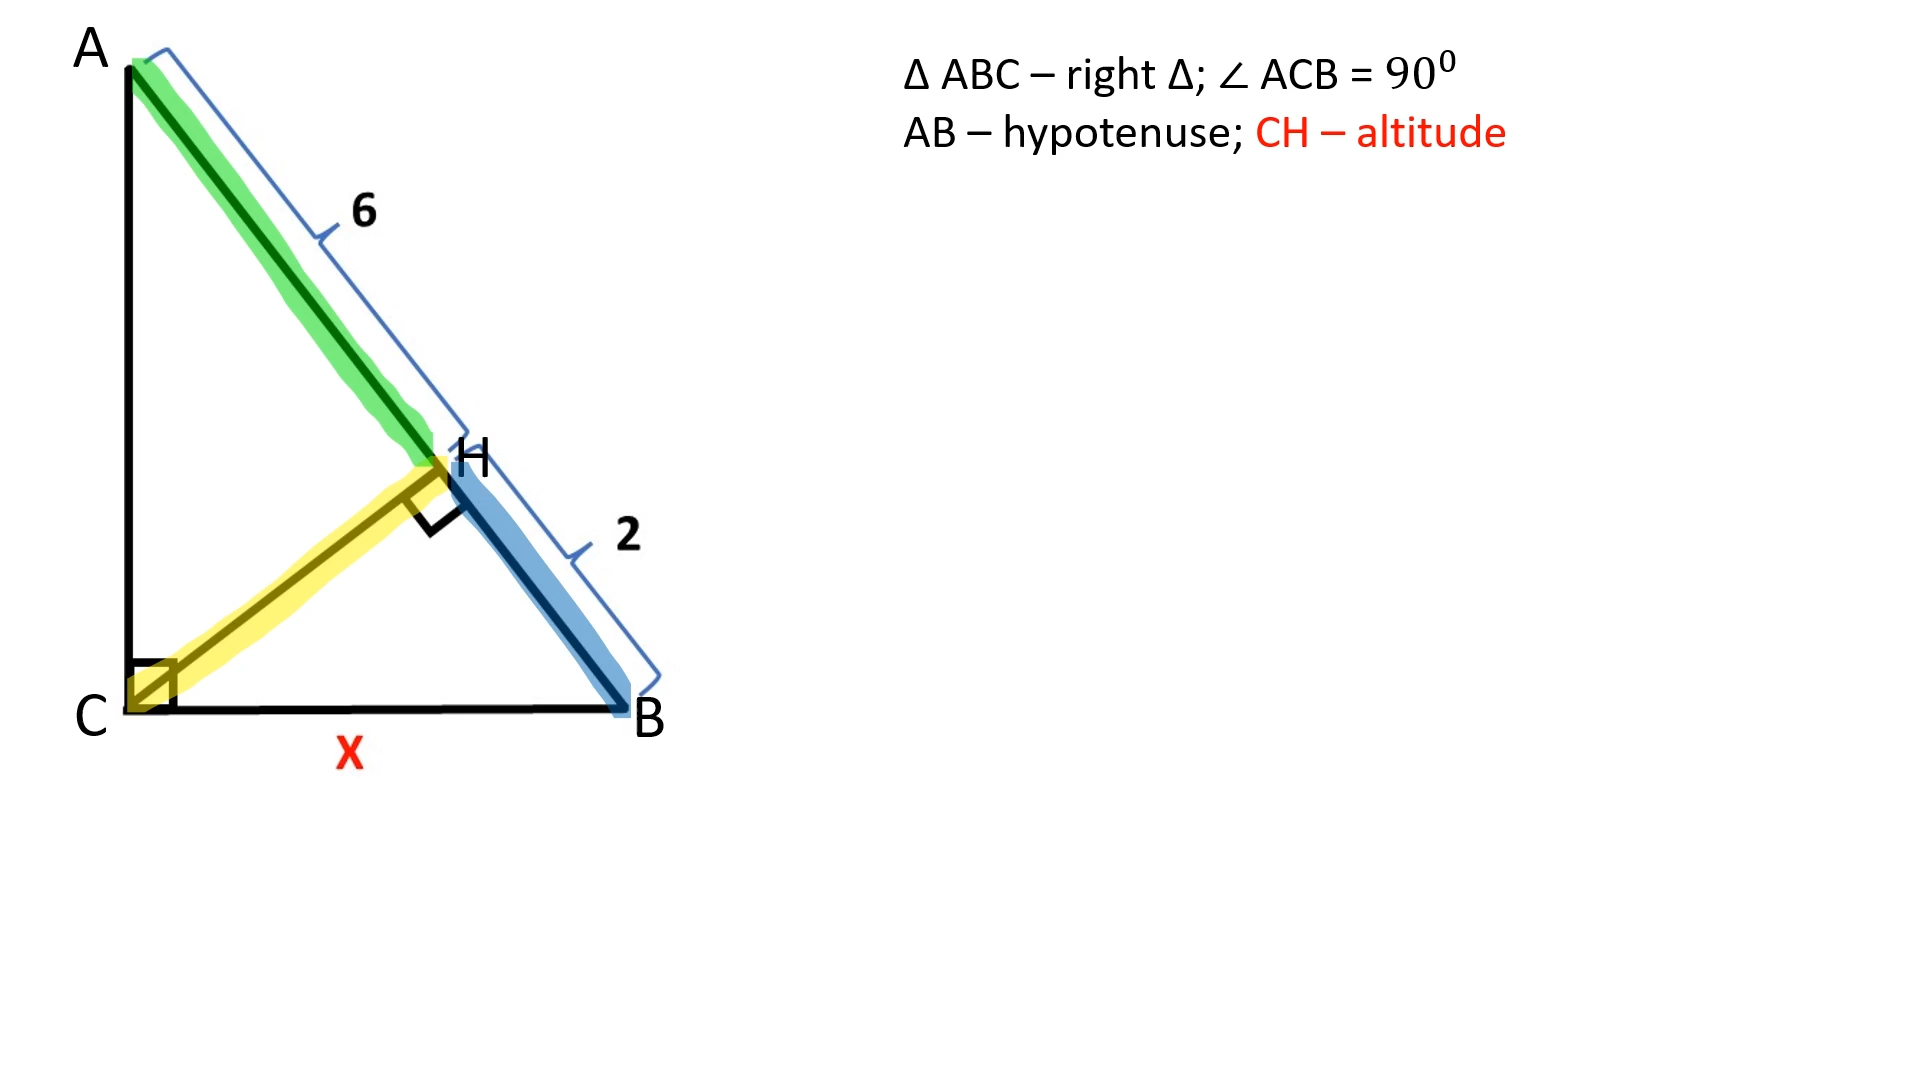 A
Δ ABC – right Δ; ∠ ACB = 90⁰
AB – hypotenuse; CH – altitude
6
H
2
C
B
X